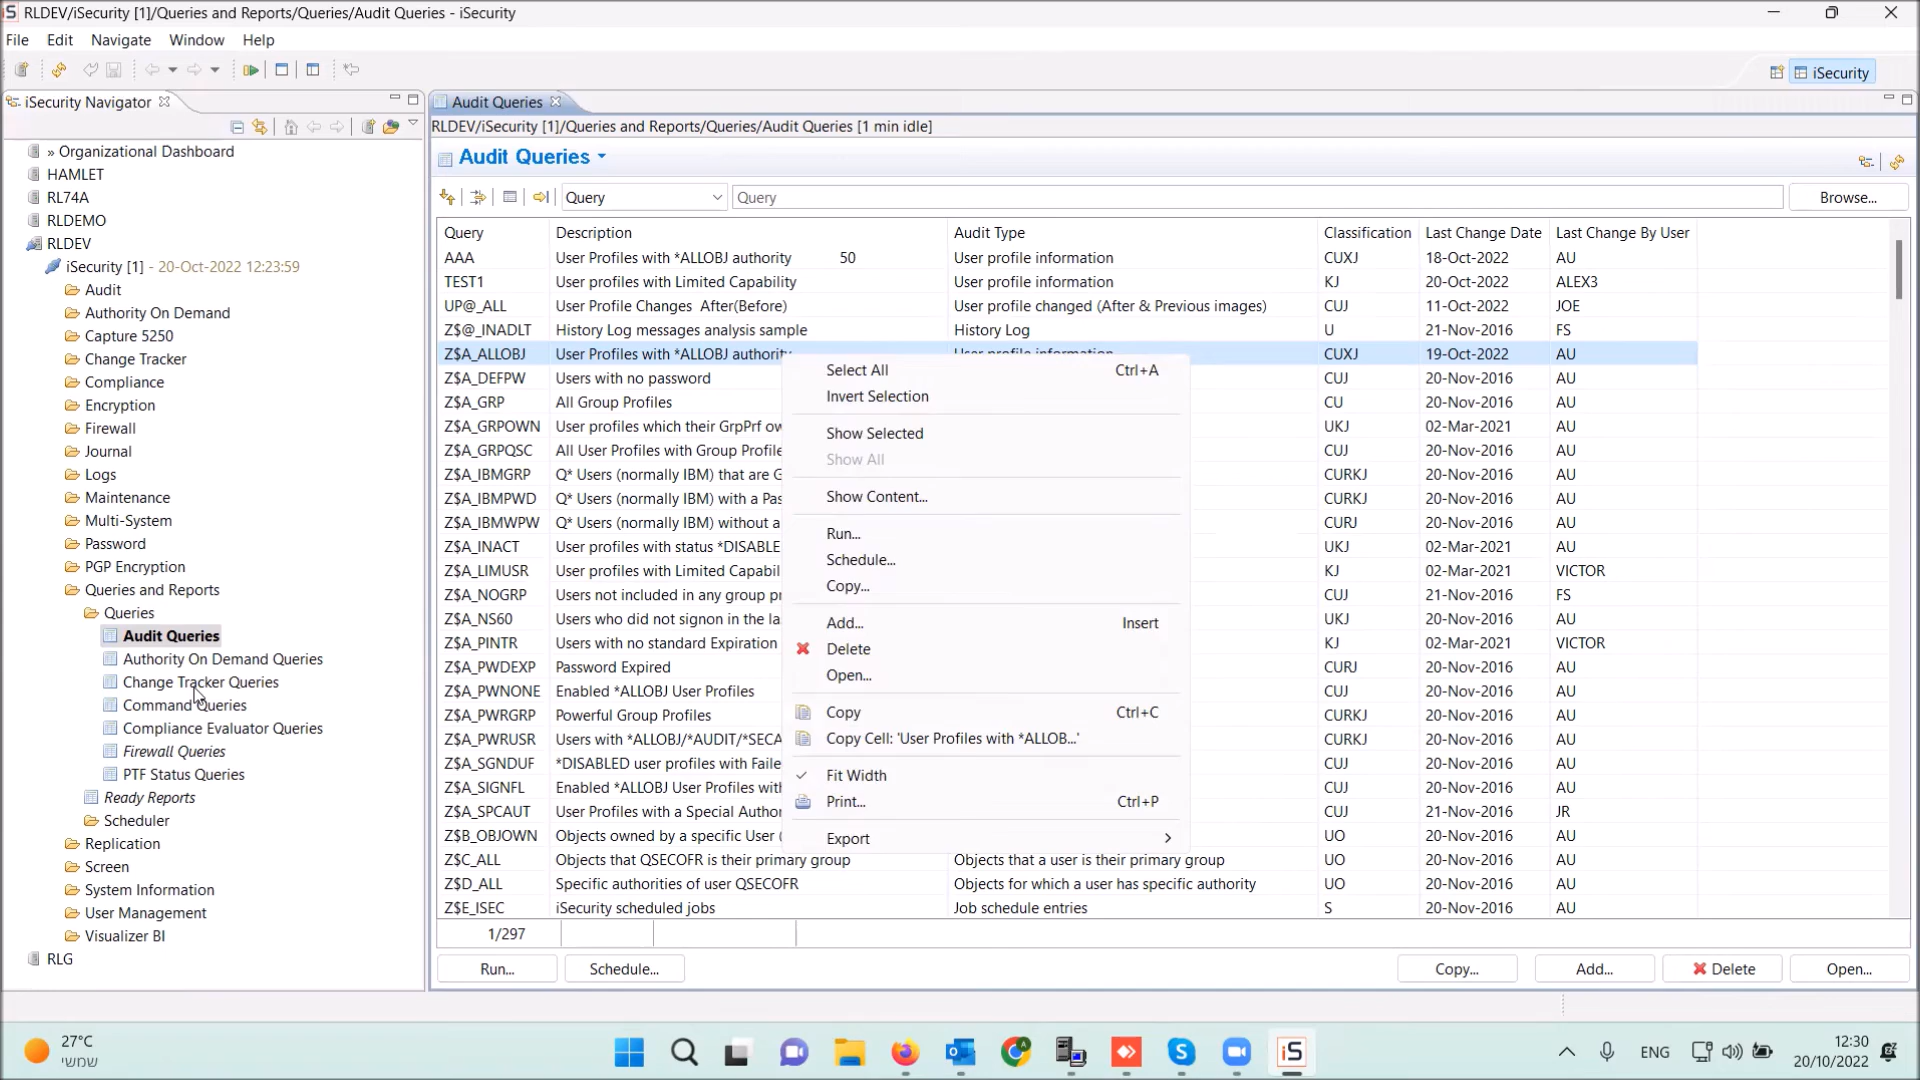 RLDEV/iSecurity [1]/Queries and Reports/Queries/Audit Queries - iSecurity
File Edit Navigate Window Help
iSecurity
iSecurity Navigator
» Organizational Dashboard
HAMLET
RL74A
RLDEMO
RLDEV
iSecurity [1] - 20-Oct-2022 12:23:59
Audit
Authority On Demand
Capture 5250
Change Tracker
Compliance
Encryption
Firewall
Journal
Logs
Maintenance
Multi-System
Password
PGP Encryption
Queries and Reports
Queries
Audit Queries
Authority On Demand Queries
Change Tracker Queries
Command Queries
Compliance Evaluator Queries
Firewall Queries
PTF Status Queries
Ready Reports
Scheduler
Replication
Screen
System Information
User Management
Visualizer BI
RLG
Audit Queries
RLDEV/iSecurity [1]/Queries and Reports/Queries/Audit Queries [1 min idle]
Audit Queries
Query Query Browse...
Query Description Audit Type Classification Last Change Date Last Change By User
AAA User Profiles with *ALLOBJ authority 50 User profile information CUXJ 18-Oct-2022 AU
TEST1 User profiles with Limited Capability User profile information KJ 20-Oct-2022 ALEX3
UP@_ALL User Profile Changes After(Before) User profile changed (After & Previous images) CUJ 11-Oct-2022 JOE
Z$@_INADLT History Log messages analysis sample History Log U 21-Nov-2016 FS
Z$A_ALLOBJ User Profiles with *ALLOBJ authority User profile information CUXJ 19-Oct-2022 AU
Z$A_DEFPW Users with no password CUJ 20-Nov-2016 AU
Z$A_GRP All Group Profiles CU 20-Nov-2016 AU
Z$A_GRPOWN User profiles which their GrpPrf ow UKJ 02-Mar-2021 AU
Z$A_GRPQSC All User Profiles with Group Profile CUJ 20-Nov-2016 AU
Z$A_IBMGRP Q* Users (normally IBM) that are G CURKJ 20-Nov-2016 AU
Z$A_IBMPWD Q* Users (normally IBM) with a Pas CURKJ 20-Nov-2016 AU
Z$A_IBMWPW Q* Users (normally IBM) without a CURJ 20-Nov-2016 AU
Z$A_INACT User profiles with status *DISABLE UKJ 02-Mar-2021 AU
Z$A_LIMUSR User profiles with Limited Capabil KJ 02-Mar-2021 VICTOR
Z$A_NOGRP Users not included in any group pr CUJ 21-Nov-2016 FS
Z$A_NS60 Users who did not signon in the la UKJ 20-Nov-2016 AU
Z$A_PINTR Users with no standard Expiration KJ 02-Mar-2021 VICTOR
Z$A_PWDEXP Password Expired CURJ 20-Nov-2016 AU
Z$A_PWNONE Enabled *ALLOBJ User Profiles CUJ 20-Nov-2016 AU
Z$A_PWRGRP Powerful Group Profiles CURKJ 20-Nov-2016 AU
Z$A_PWRUSR Users with *ALLOBJ/*AUDIT/*SECA CURKJ 20-Nov-2016 AU
Z$A_SGNDUF *DISABLED user profiles with Faile CUJ 20-Nov-2016 AU
Z$A_SIGNFL Enabled *ALLOBJ User Profiles wit CUJ 20-Nov-2016 AU
Z$A_SPCAUT User Profiles with a Special Author CUJ 21-Nov-2016 JR
Z$B_OBJOWN Objects owned by a specific User ( UO 20-Nov-2016 AU
Z$C_ALL Objects that QSECOFR is their primary group Objects that a user is their primary group UO 20-Nov-2016 AU
Z$D_ALL Specific authorities of user QSECOFR Objects for which a user has specific authority UO 20-Nov-2016 AU
Z$E_ISEC iSecurity scheduled jobs Job schedule entries S 20-Nov-2016 AU
Select All Ctrl+A
Invert Selection
Show Selected
Show All
Show Content...
Run...
Schedule...
Copy...
Add... Insert
Delete
Open...
Copy Ctrl+C
Copy Cell: 'User Profiles with *ALLOB...'
Fit Width
Print... Ctrl+P
Export
1/297
Run... Schedule... Copy... Add... Delete Open...
27°C
שמשי
ENG
12:30
20/10/2022